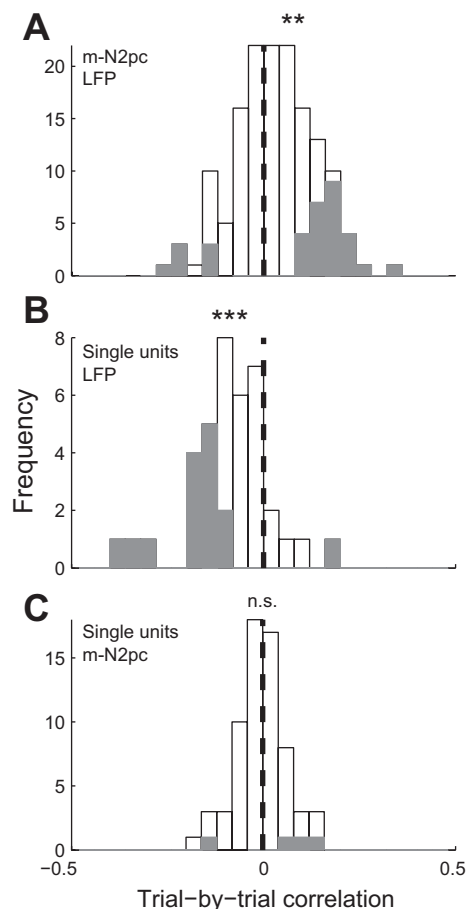 A
**
m-N2pc
LFP
20
15
10
5
0
B
***
Single units
LFP
8
6
4
2
0
Frequency
C
n.s.
Single units
m-N2pc
15
10
5
0
−0.5 0 0.5
Trial−by−trial correlation